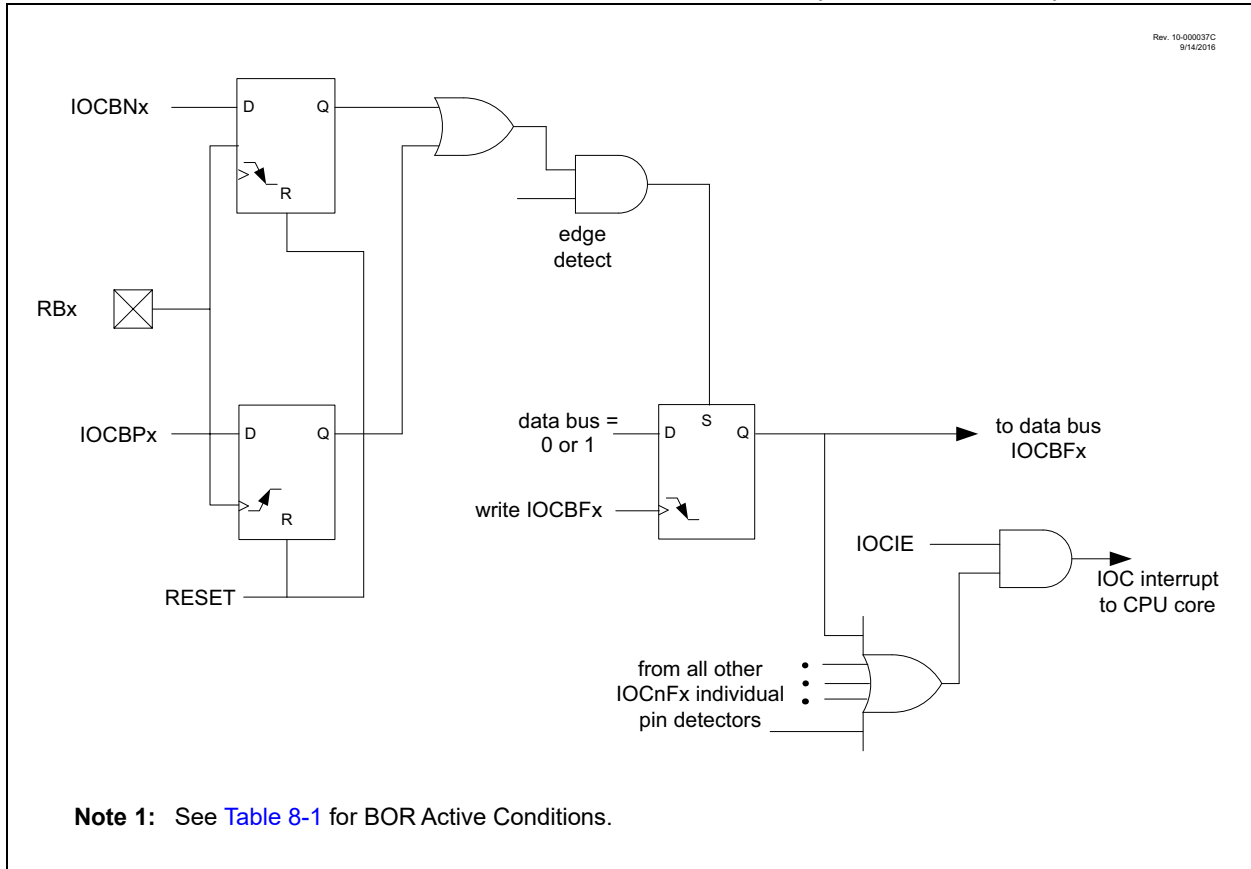 Rev. 10-000037C
9/14/2016
IOCBNx
D
Q
R
edge
detect
RBx
IOCBPx
D
Q
R
RESET
data bus =
0 or 1
D
S
Q
write IOCBFx
to data bus
IOCBFx
IOCIE
IOC interrupt
to CPU core
from all other
IOCnFx individual
pin detectors
Note 1: See Table 8-1 for BOR Active Conditions.